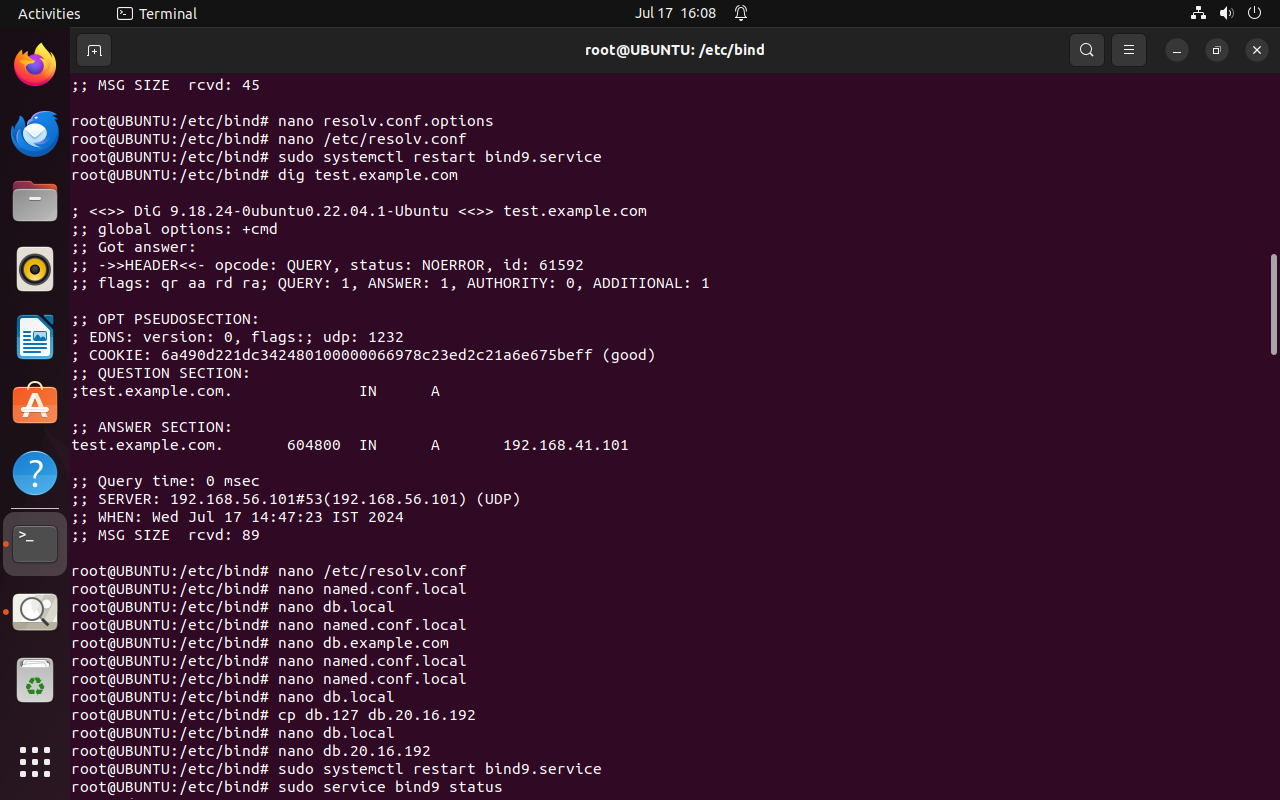 Activities
Terminal
Jul 17 16:08
root@UBUNTU: /etc/bind
;; MSG SIZE  rcvd: 45
root@UBUNTU:/etc/bind# nano resolv.conf.options
root@UBUNTU:/etc/bind# nano /etc/resolv.conf
root@UBUNTU:/etc/bind# sudo systemctl restart bind9.service
root@UBUNTU:/etc/bind# dig test.example.com
; <<>> DiG 9.18.24-0ubuntu0.22.04.1-Ubuntu <<>> test.example.com
;; global options: +cmd
;; Got answer:
;; ->>HEADER<<- opcode: QUERY, status: NOERROR, id: 61592
;; flags: qr aa rd ra; QUERY: 1, ANSWER: 1, AUTHORITY: 0, ADDITIONAL: 1
;; OPT PSEUDOSECTION:
; EDNS: version: 0, flags:; udp: 1232
; COOKIE: 6a490d221dc342480100000066978c23ed2c21a6e675beff (good)
;; QUESTION SECTION:
;test.example.com.              IN      A
;; ANSWER SECTION:
test.example.com.       604800  IN      A       192.168.41.101
;; Query time: 0 msec
;; SERVER: 192.168.56.101#53(192.168.56.101) (UDP)
;; WHEN: Wed Jul 17 14:47:23 IST 2024
;; MSG SIZE  rcvd: 89
root@UBUNTU:/etc/bind# nano /etc/resolv.conf
root@UBUNTU:/etc/bind# nano named.conf.local
root@UBUNTU:/etc/bind# nano db.local
root@UBUNTU:/etc/bind# nano named.conf.local
root@UBUNTU:/etc/bind# nano db.example.com
root@UBUNTU:/etc/bind# nano named.conf.local
root@UBUNTU:/etc/bind# nano named.conf.local
root@UBUNTU:/etc/bind# nano db.local
root@UBUNTU:/etc/bind# cp db.127 db.20.16.192
root@UBUNTU:/etc/bind# nano db.local
root@UBUNTU:/etc/bind# nano db.20.16.192
root@UBUNTU:/etc/bind# sudo systemctl restart bind9.service
root@UBUNTU:/etc/bind# sudo service bind9 status